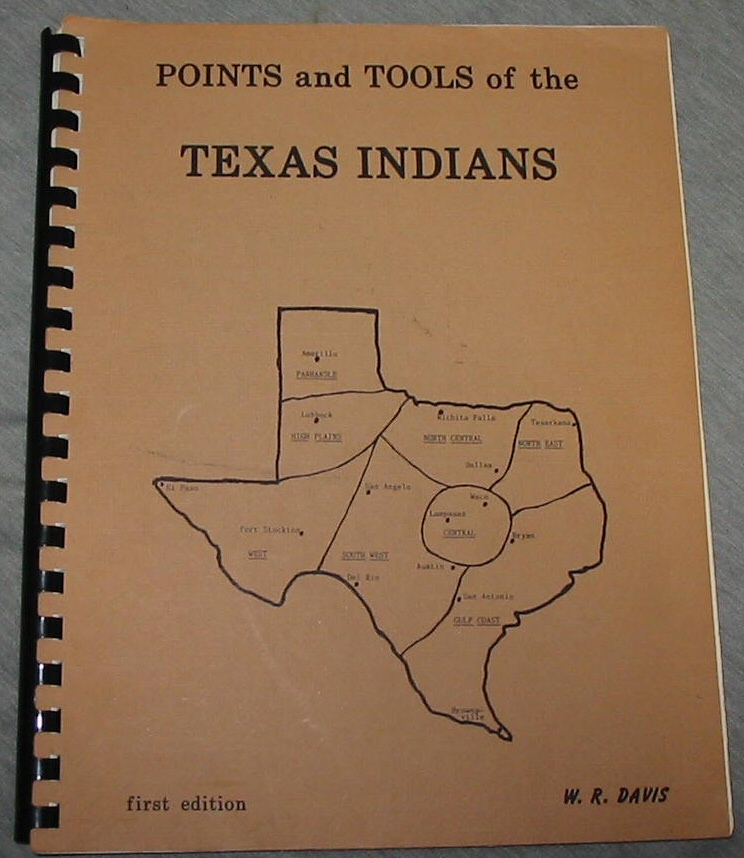 POINTS and TOOLS of the
TEXAS INDIANS
Amarillo
PANHANDLE
Lubbock
HIGH PLAINS
Wichita Falls
NORTH CENTRAL
Texarkana
NORTH EAST
Dallas
El Paso
San Angelo
Waco
Lampasas
CENTRAL
Fort Stockton
WEST
SOUTH WEST
Bryan
Austin
Del Rio
San Antonio
GULF COAST
Browns-
ville
first edition
W. R. DAVIS